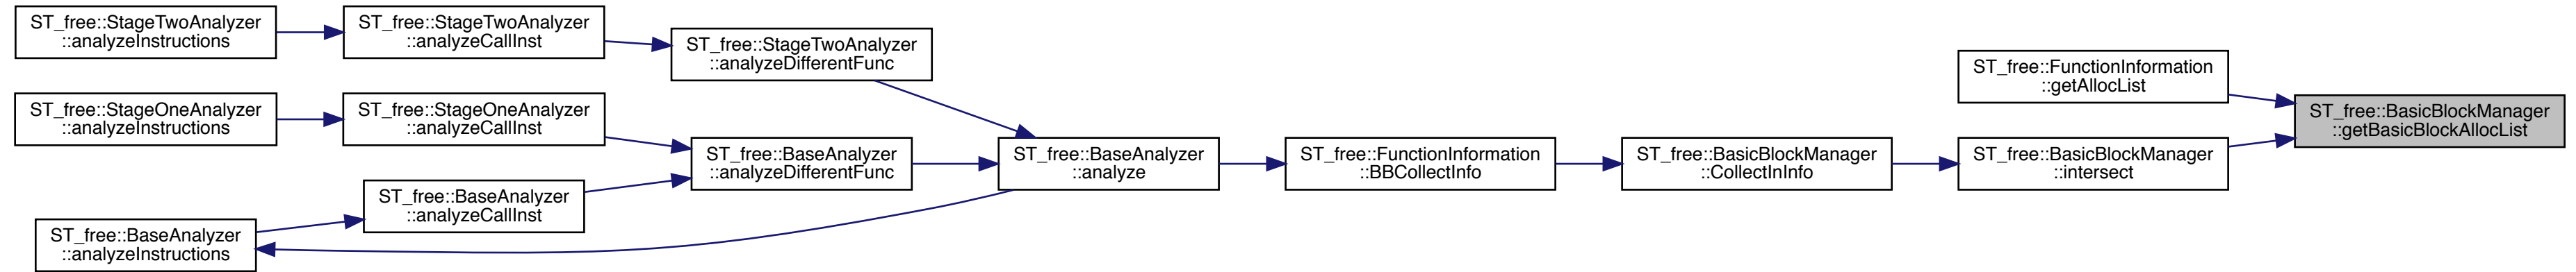 ST_free::StageTwoAnalyzer
::analyzeInstructions
ST_free::StageTwoAnalyzer
::analyzeCallInst
ST_free::StageTwoAnalyzer
::analyzeDifferentFunc
ST_free::FunctionInformation
::getAllocList
ST_free::StageOneAnalyzer
::analyzeInstructions
ST_free::StageOneAnalyzer
::analyzeCallInst
ST_free::BasicBlockManager
::getBasicBlockAllocList
ST_free::BaseAnalyzer
::analyzeDifferentFunc
ST_free::BaseAnalyzer
::analyze
ST_free::FunctionInformation
::BBCollectInfo
ST_free::BasicBlockManager
::CollectInInfo
ST_free::BasicBlockManager
::intersect
ST_free::BaseAnalyzer
::analyzeCallInst
ST_free::BaseAnalyzer
::analyzeInstructions